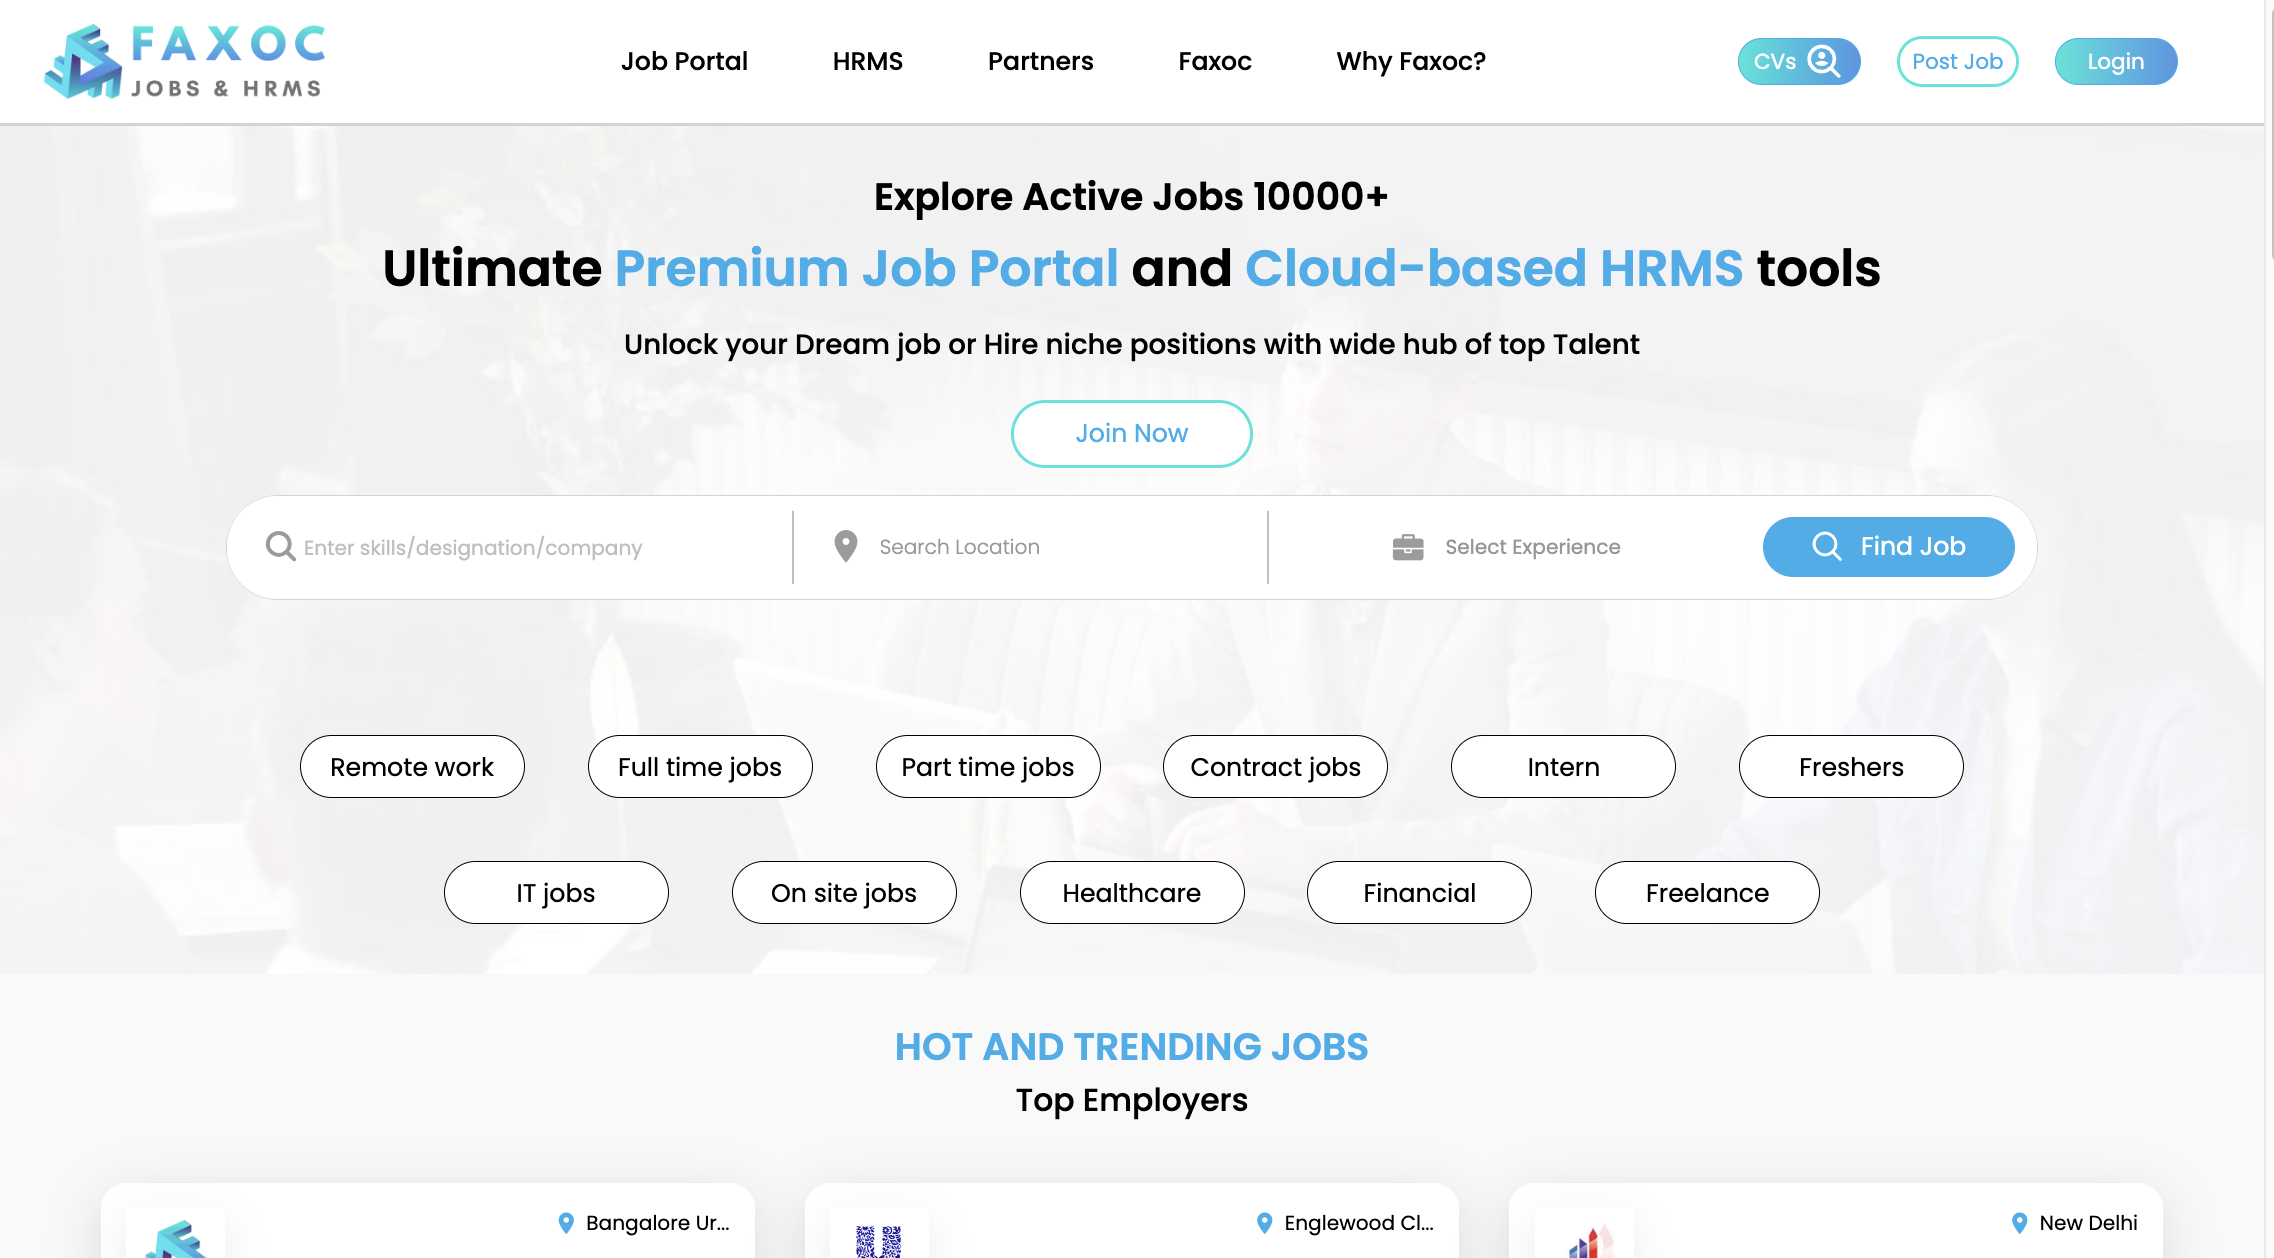 FAXOC
JOBS & HRMS
Job Portal HRMS Partners Faxoc Why Faxoc? CVs Post Job Login
Explore Active Jobs 10000+
Ultimate Premium Job Portal and Cloud-based HRMS tools
Unlock your Dream job or Hire niche positions with wide hub of top Talent
Join Now
Enter skills/designation/company Search Location Select Experience Find Job
Remote work Full time jobs Part time jobs Contract jobs Intern Freshers
IT jobs On site jobs Healthcare Financial Freelance
HOT AND TRENDING JOBS
Top Employers
Bangalore Ur... Englewood Cl... New Delhi